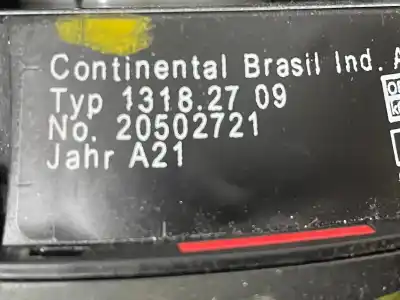 Continental Brasil Ind.
Typ 1318.27 09
No. 20502721
Jahr A21